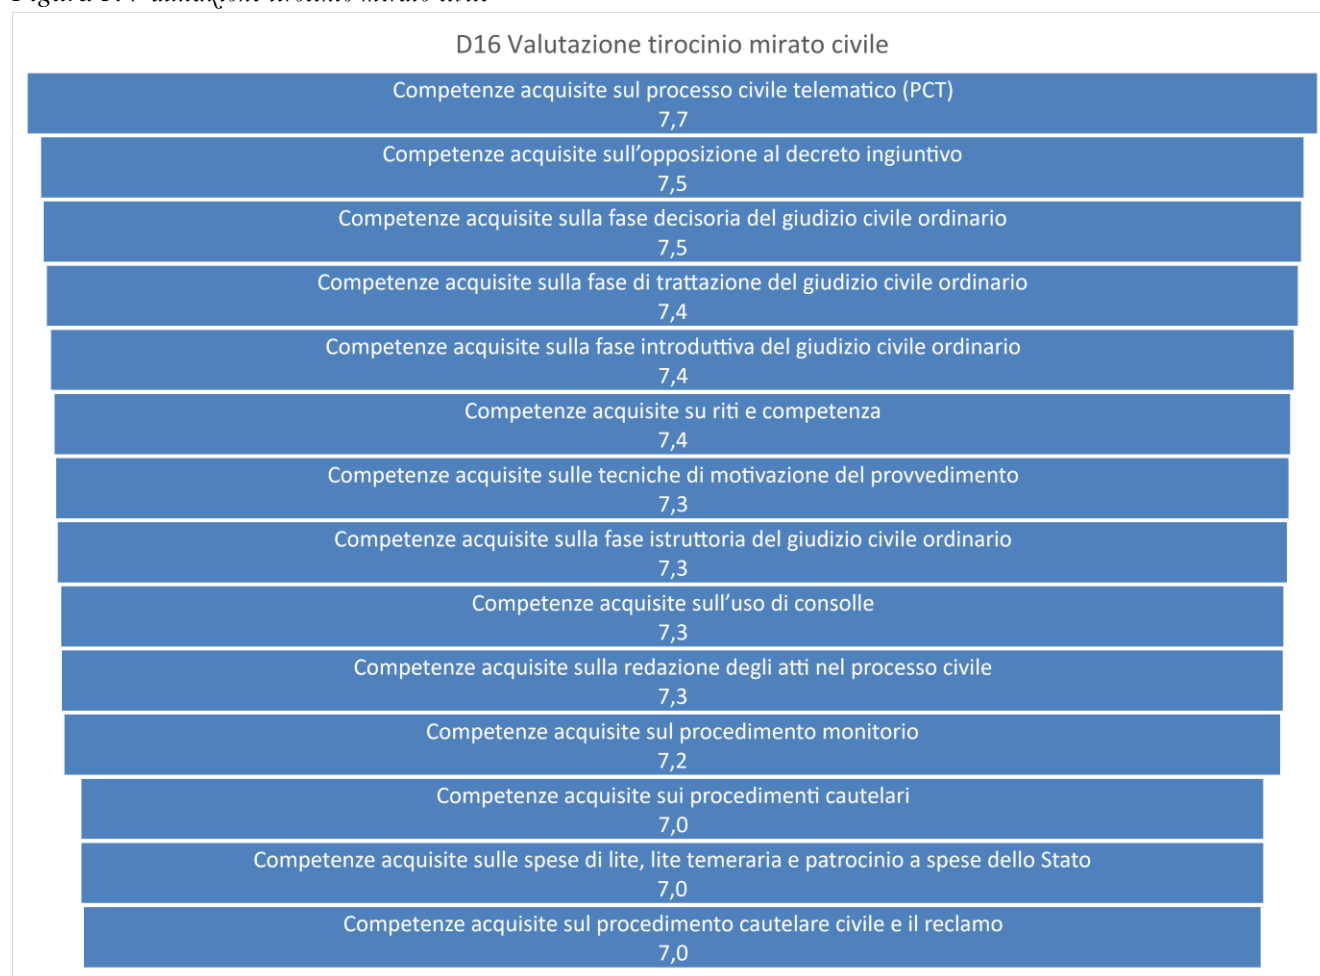 D16 Valutazione tirocinio mirato civile
Competenze acquisite sul processo civile telematico (PCT)
7,7
Competenze acquisite sull'opposizione al decreto ingiuntivo
7,5
Competenze acquisite sulla fase decisoria del giudizio civile ordinario
7,5
Competenze acquisite sulla fase di trattazione del giudizio civile ordinario
7,4
Competenze acquisite sulla fase introduttiva del giudizio civile ordinario
7,4
Competenze acquisite su riti e competenza
7,4
Competenze acquisite sulle tecniche di motivazione del provvedimento
7,3
Competenze acquisite sulla fase istruttoria del giudizio civile ordinario
7,3
Competenze acquisite sull'uso di consolle
7,3
Competenze acquisite sulla redazione degli atti nel processo civile
7,3
Competenze acquisite sul procedimento monitorio
7,2
Competenze acquisite sui procedimenti cautelari
7,0
Competenze acquisite sulle spese di lite, lite temeraria e patrocinio a spese dello Stato
7,0
Competenze acquisite sul procedimento cautelare civile e il reclamo
7,0